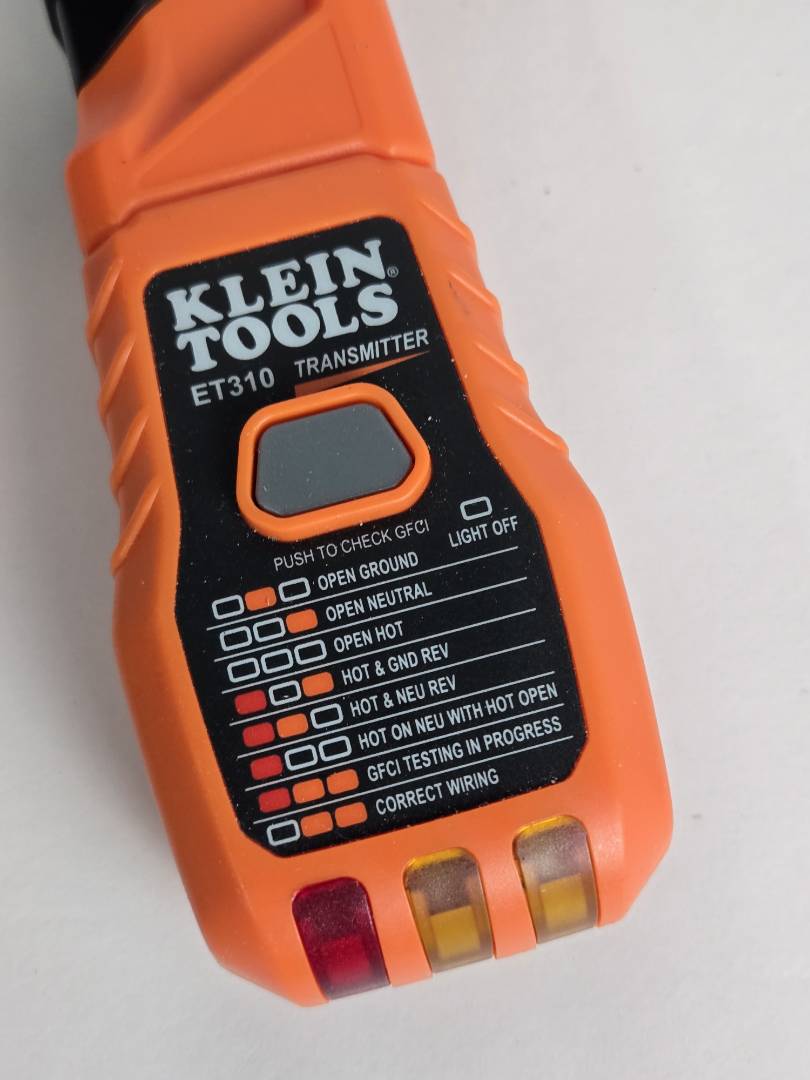 KLEIN
TOOLS®
ET310 TRANSMITTER
PUSH TO CHECK GFCI
LIGHT OFF
OPEN GROUND
OPEN NEUTRAL
OPEN HOT
HOT & GND REV
HOT & NEU REV
HOT ON NEU WITH HOT OPEN
GFCI TESTING IN PROGRESS
CORRECT WIRING